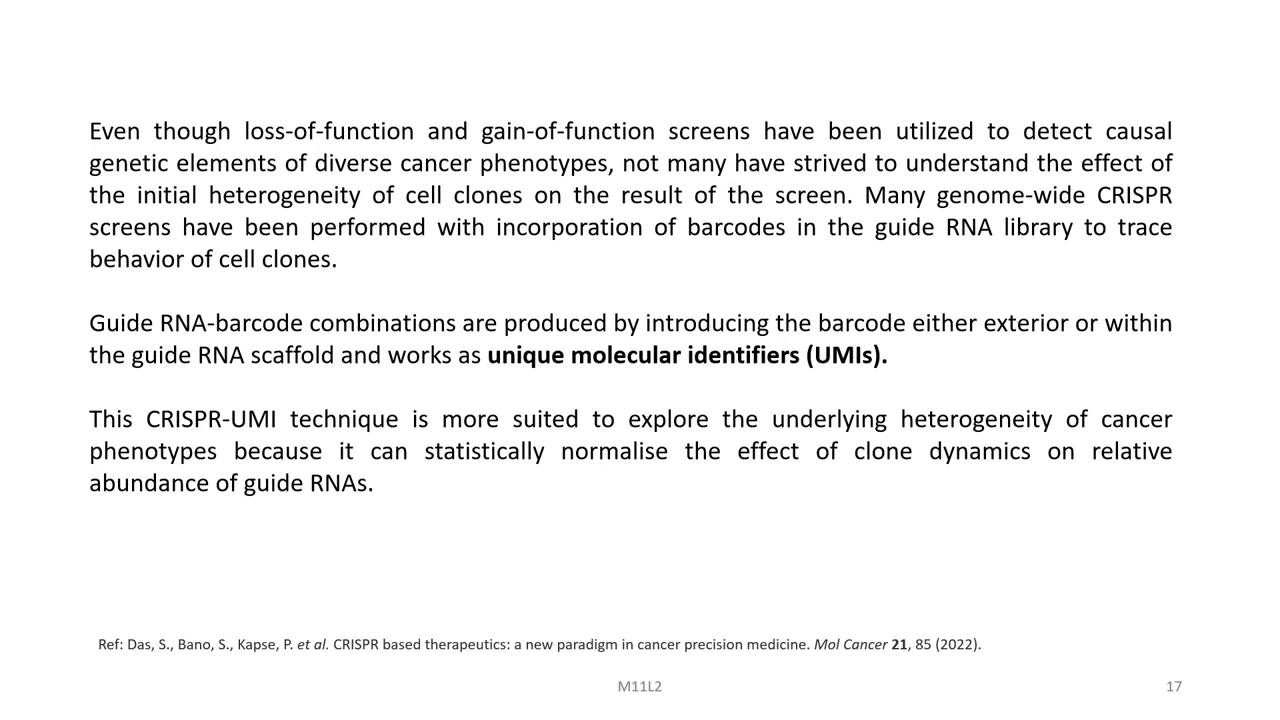 Even though loss-of-function and gain-of-function screens have been utilized to detect causal
genetic elements of diverse cancer phenotypes, not many have strived to understand the effect of
the initial heterogeneity of cell clones on the result of the screen. Many genome-wide CRISPR
screens have been performed with incorporation of barcodes in the guide RNA library to trace
behavior of cell clones.
Guide RNA-barcode combinations are produced by introducing the barcode either exterior or within
the guide RNA scaffold and works as unique molecular identifiers (UMIs).
This CRISPR-UMI technique is more suited to explore the underlying heterogeneity of cancer
phenotypes because it can statistically normalise the effect of clone dynamics on relative
abundance of guide RNAs.
Ref: Das, S., Bano, S., Kapse, P. et al. CRISPR based therapeutics: a new paradigm in cancer precision medicine. Mol Cancer 21, 85 (2022).
M11L2
17